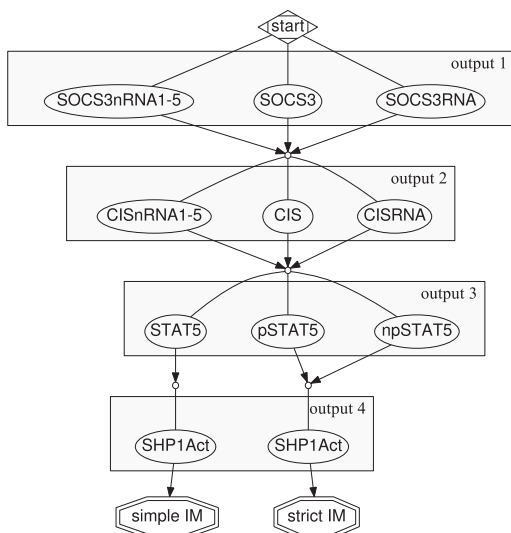 start
output 1
SOCS3nRNA1-5 SOCS3 SOCS3RNA
output 2
CISnRNA1-5 CIS CISRNA
output 3
STAT5 pSTAT5 npSTAT5
output 4
SHP1Act SHP1Act
simple IM strict IM